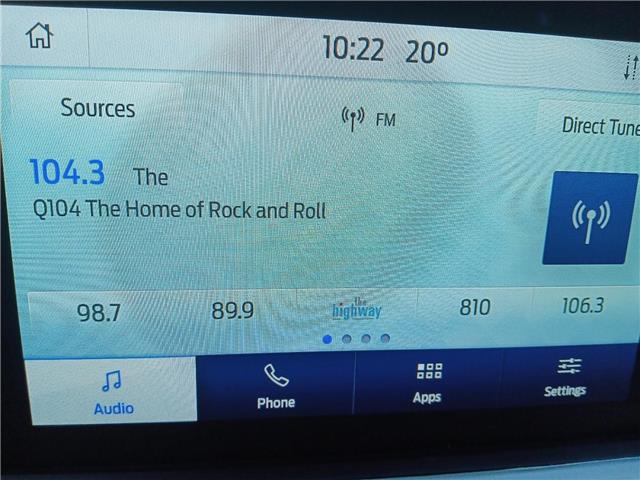 10:22 20º
Sources
FM
Direct Tune
104.3 The
Q104 The Home of Rock and Roll
98.7 89.9 the highway 810 106.3
Audio Phone Apps Settings